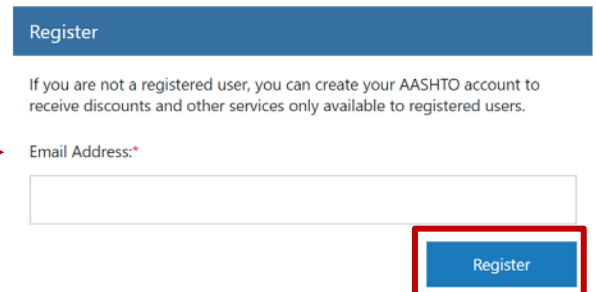 Register
If you are not a registered user, you can create your AASHTO account to
receive discounts and other services only available to registered users.
Email Address:*
Register